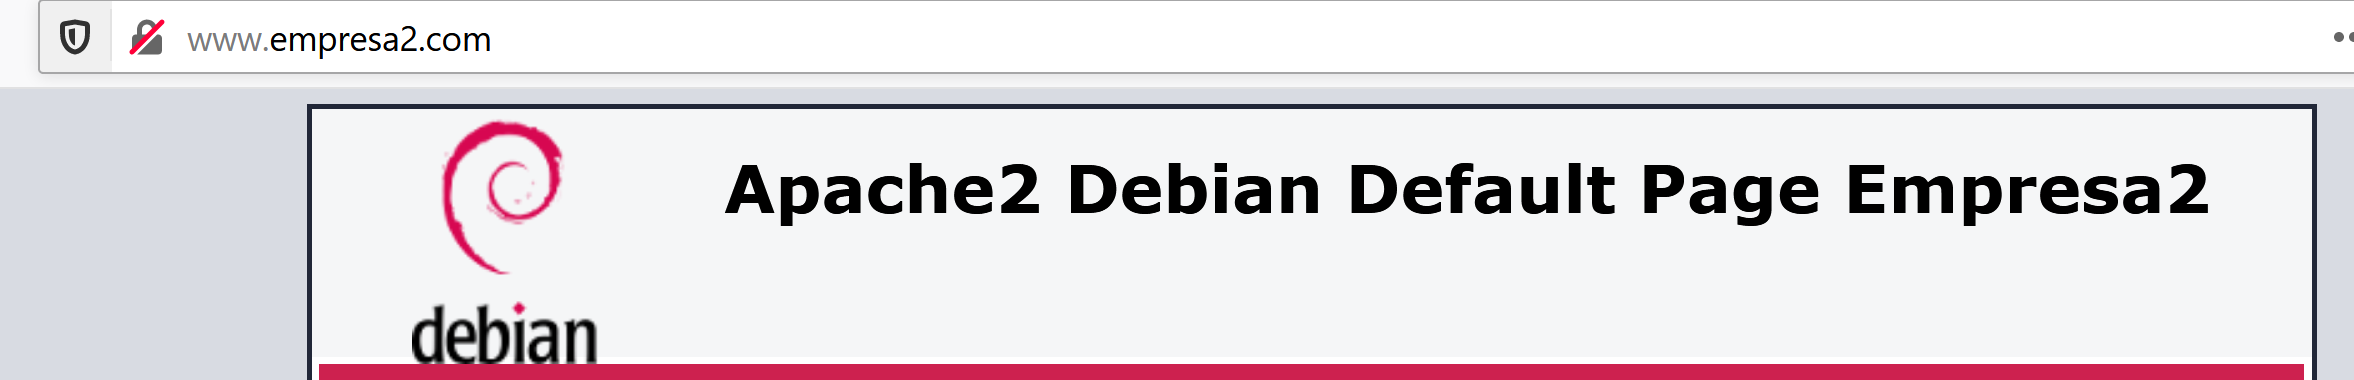 www.empresa2.com
Apache2 Debian Default Page Empresa2
debian